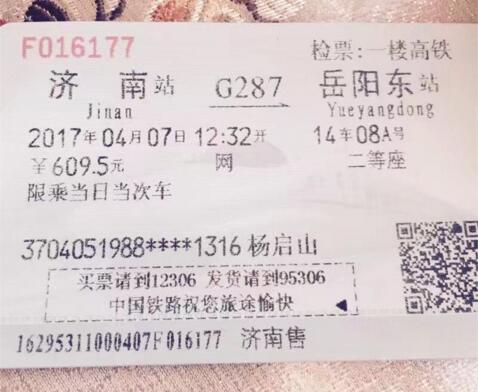 F016177 检票:一楼高铁
济南站 G287 岳阳东站
Jinan Yueyangdong
2017年04月07日12:32开 14车08A号
¥609.5元 网 二等座
限乘当日当次车
3704051988****1316杨启山
买票请到12306 发货请到95306
中国铁路祝您旅途愉快
16295311000407F016177 济南售